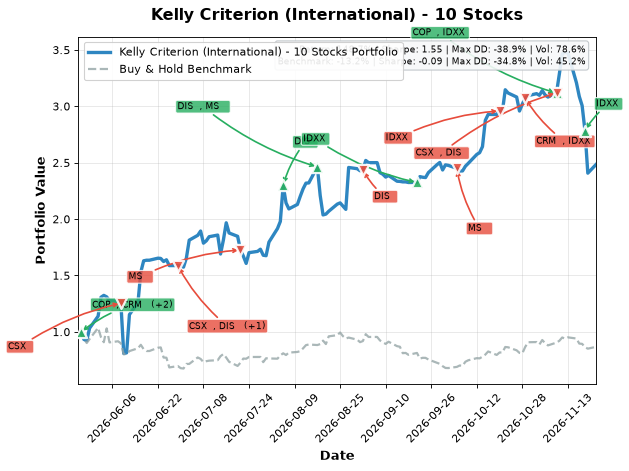 Kelly Criterion (International) - 10 Stocks
COP , IDXX
Kelly Criterion (International) - 10 Stocks Portfolio
Buy & Hold Benchmark
1.55 | Max DD: -38.9% | Vol: 78.6%
Benchmark: -13.2% | Sharpe: -0.09 | Max DD: -34.8% | Vol: 45.2%
3.5
3.0
2.5
2.0
1.5
1.0
Portfolio Value
DIS , MS
IDXX
IDXX
IDXX
CRM , IDXX
CSX , DIS
DIS
MS
MS
COP , CRM (+2)
CSX , DIS (+1)
CSX
2026-06-06
2026-06-22
2026-07-08
2026-07-24
2026-08-09
2026-08-25
2026-09-10
2026-09-26
2026-10-12
2026-10-28
2026-11-13
Date